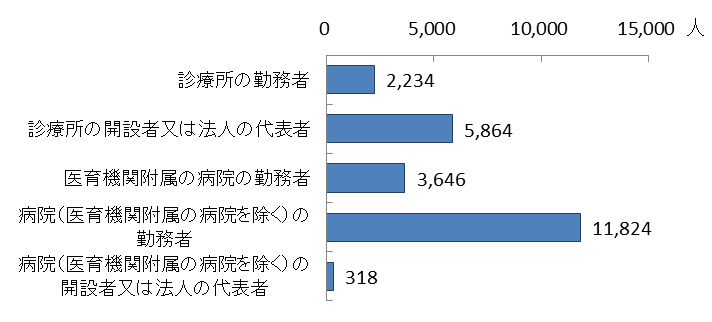 0 5,000 10,000 15,000 人
診療所の勤務者 2,234
診療所の開設者又は法人の代表者 5,864
医育機関附属の病院の勤務者 3,646
病院(医育機関附属の病院を除く)の
勤務者 11,824
病院(医育機関附属の病院を除く)の
開設者又は法人の代表者 318